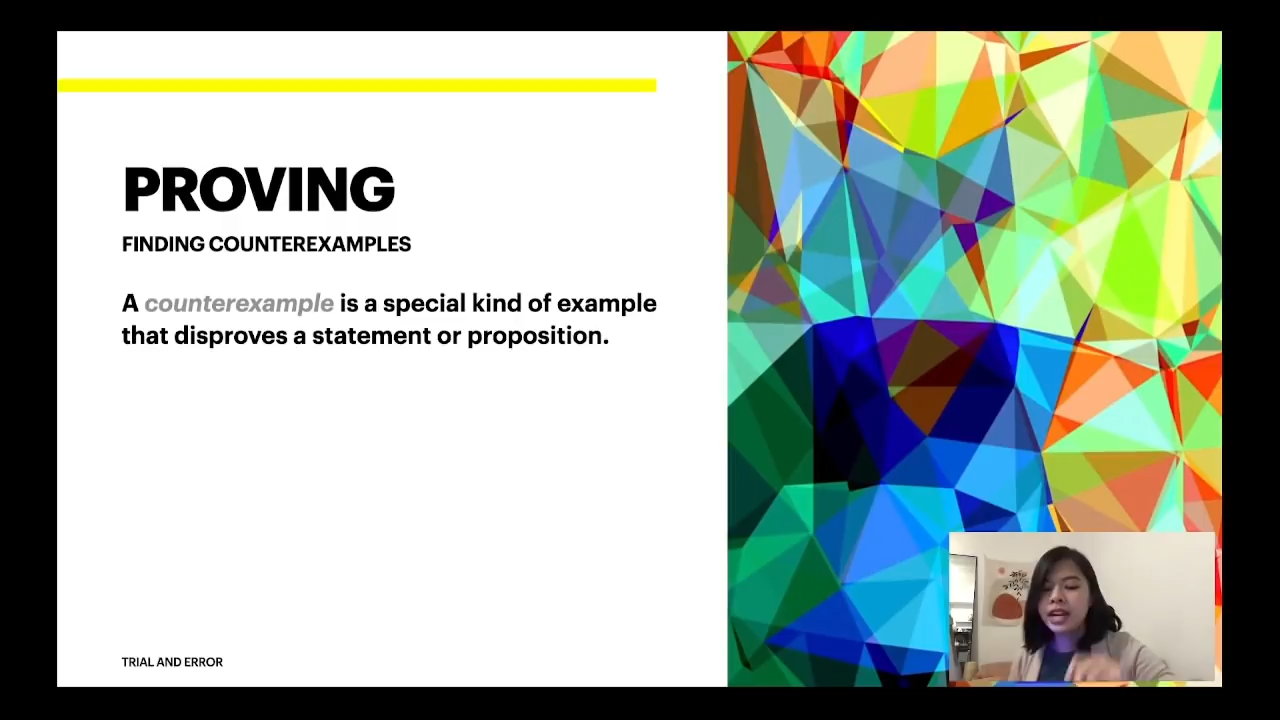 PROVING
FINDING COUNTEREXAMPLES
A counterexample is a special kind of example
that disproves a statement or proposition.
TRIAL AND ERROR